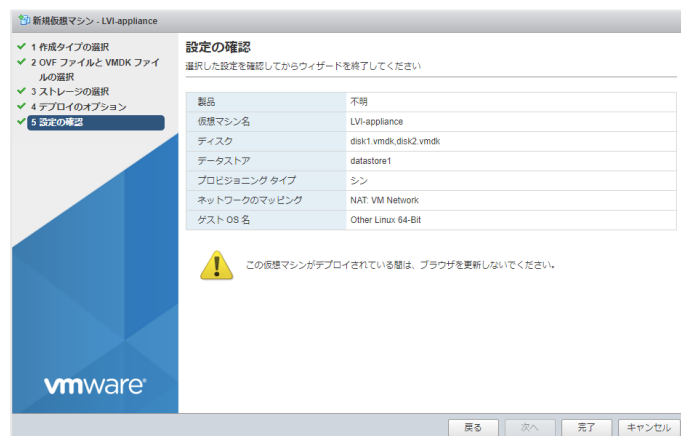 新規仮想マシン - LVI-appliance
1 作成タイプの選択
2 OVF ファイルと VMDK ファイ
ルの選択
3 ストレージの選択
4 デプロイのオプション
5 設定の確認
設定の確認
選択した設定を確認してからウィザードを終了してください
製品 不明
仮想マシン名 LVI-appliance
ディスク disk1.vmdk,disk2.vmdk
データストア datastore1
プロビジョニング タイプ シン
ネットワークのマッピング NAT: VM Network
ゲスト OS 名 Other Linux 64-Bit
この仮想マシンがデプロイされている間は、ブラウザを更新しないでください。
vmware®
戻る 次へ 完了 キャンセル